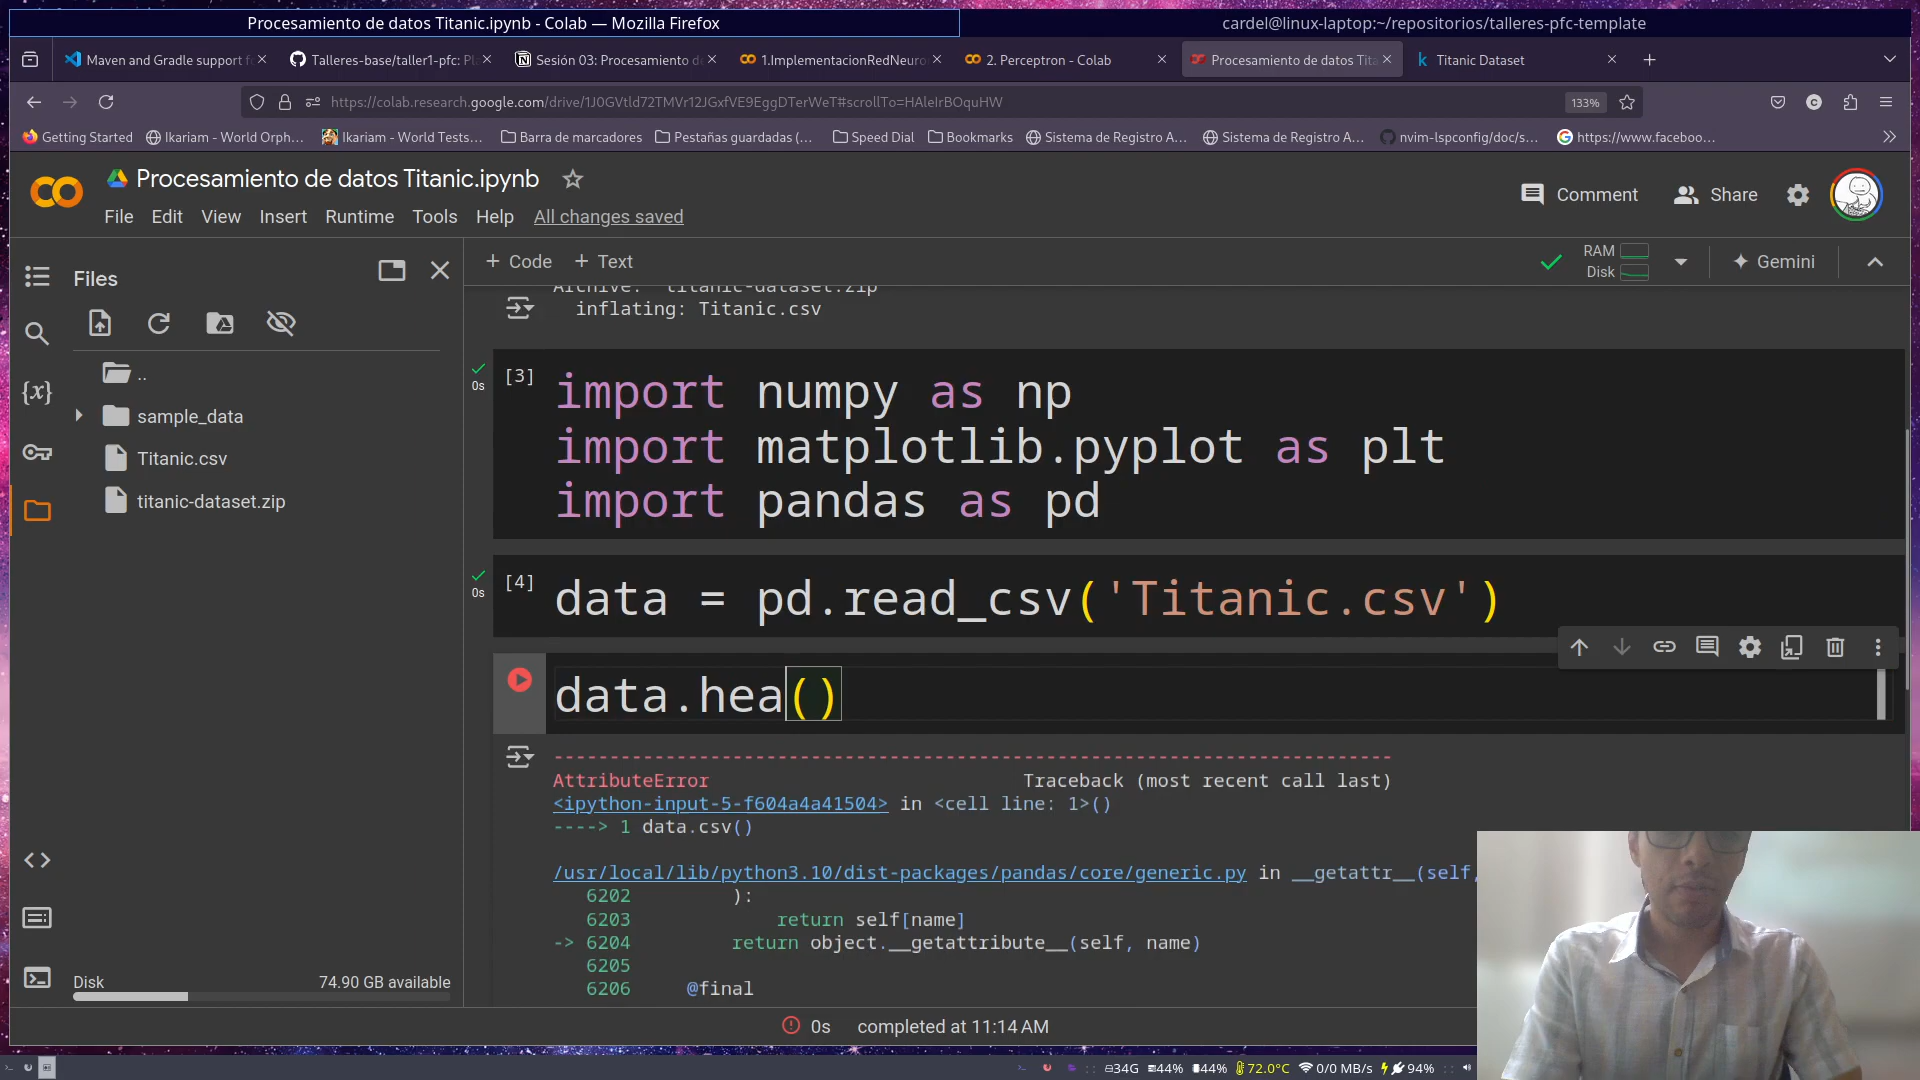 Procesamiento de datos Titanic.ipynb - Colab — Mozilla Firefox
cardel@linux-laptop:~/repositorios/talleres-pfc-template
Maven and Gradle support f
Talleres-base/taller1-pfc: Pl
Sesión 03: Procesamiento d
1.ImplementacionRedNeuro
2. Perceptron - Colab
Procesamiento de datos Tita
Titanic Dataset
https://colab.research.google.com/drive/1J0GVtld72TMVr12JGxfVE9EggDTerWeT#scrollTo=HAleIrBOquHW
133%
Getting Started
Ikariam - World Orph...
Ikariam - World Tests...
Barra de marcadores
Pestañas guardadas (...
Speed Dial
Bookmarks
Sistema de Registro A...
Sistema de Registro A...
nvim-lspconfig/doc/s...
https://www.faceboo...
Procesamiento de datos Titanic.ipynb
File Edit View Insert Runtime Tools Help All changes saved
Comment
Share
+ Code + Text
RAM
Disk
Gemini
Files
..
sample_data
Titanic.csv
titanic-dataset.zip
Disk 74.90 GB available
Archive: titanic-dataset.zip
inflating: Titanic.csv
0s
[3]
import numpy as np
import matplotlib.pyplot as plt
import pandas as pd
0s
[4]
data = pd.read_csv('Titanic.csv')
data.hea()
---------------------------------------------------------------------------
AttributeError Traceback (most recent call last)
<ipython-input-5-f604a4a41504> in <cell line: 1>()
----> 1 data.csv()
/usr/local/lib/python3.10/dist-packages/pandas/core/generic.py in __getattr__(self,
6202 ):
6203 return self[name]
-> 6204 return object.__getattribute__(self, name)
6205
6206 @final
0s completed at 11:14 AM
34G 44% 44% 72.0°C 0/0 MB/s 94%